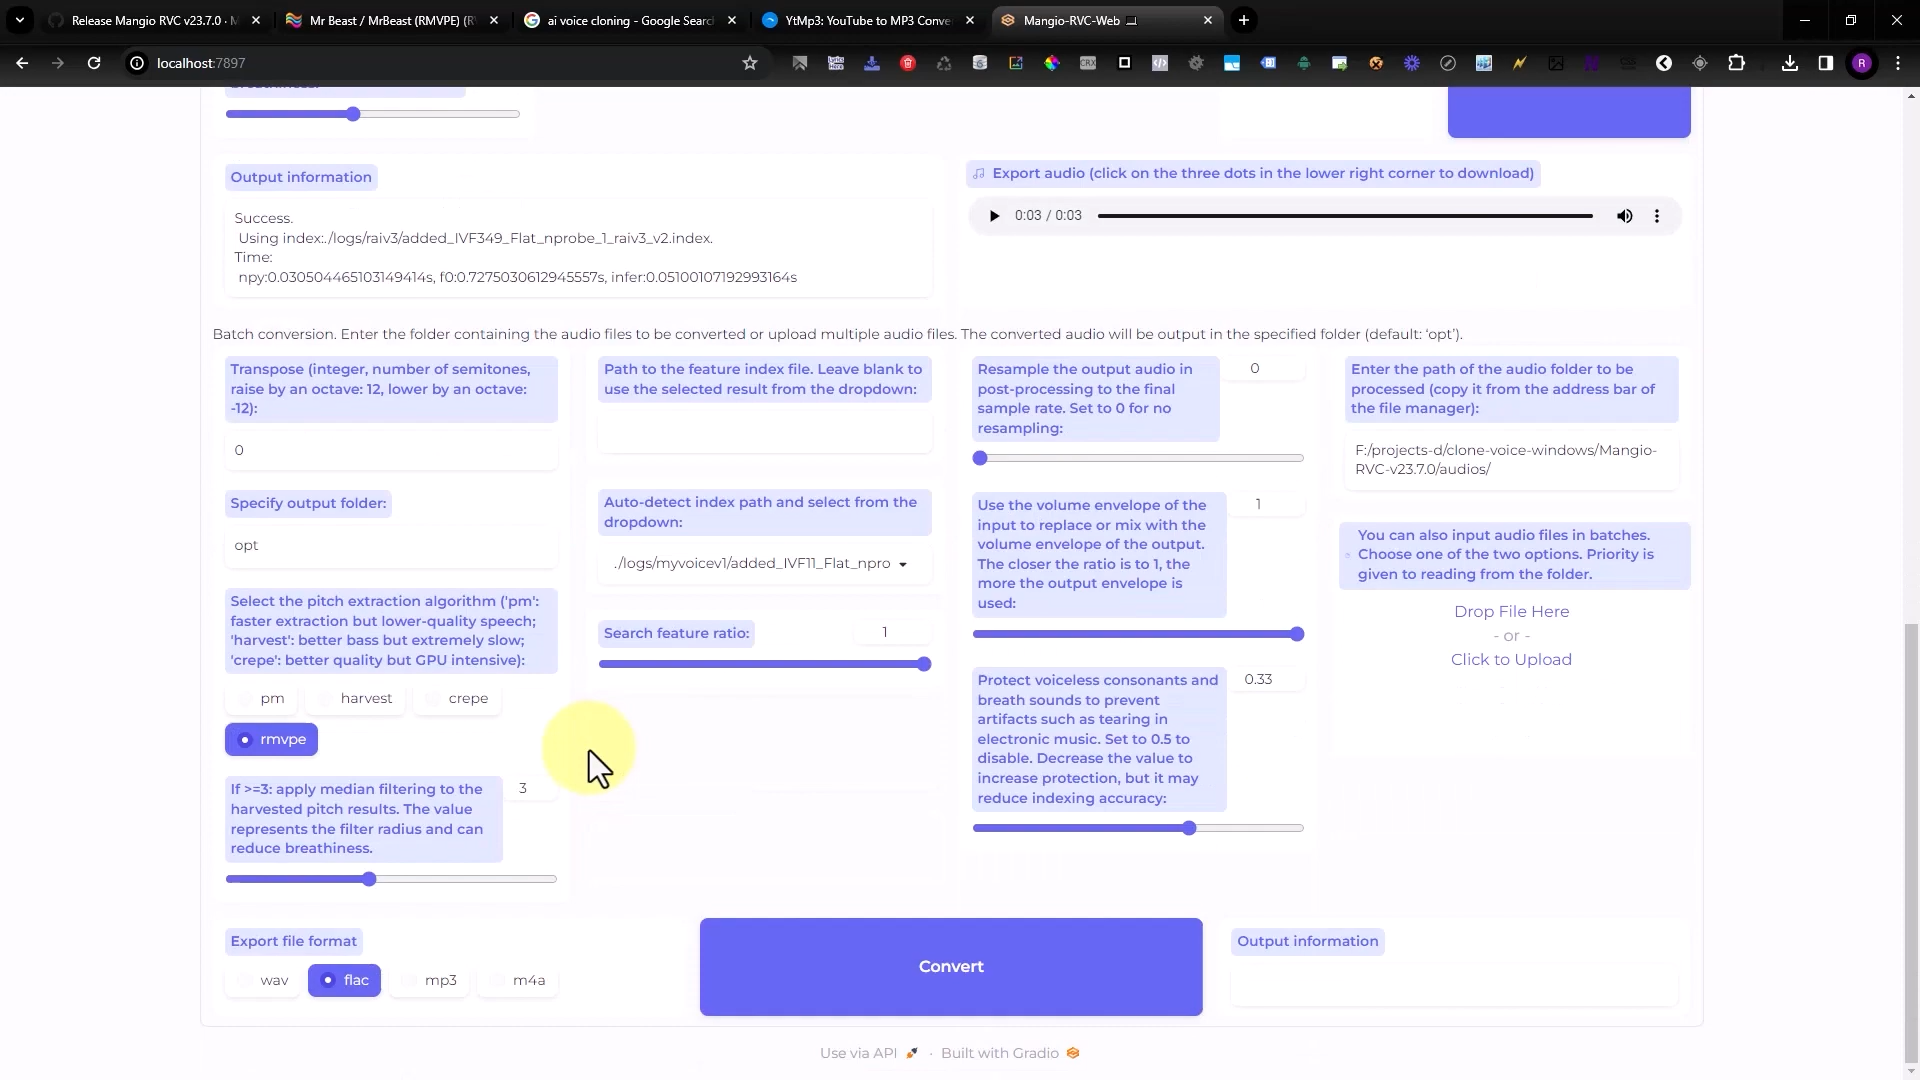 Release Mangio RVC v23.7.0 · M
Mr Beast / MrBeast (RMVPE) (R
ai voice cloning - Google Search
YtMp3: YouTube to MP3 Conver
Mangio-RVC-Web 💻
localhost:7897
Output information
Success.
Using index:./logs/raiv3/added_IVF349_Flat_nprobe_1_raiv3_v2.index.
Time:
npy:0.030504465103149414s, f0:0.7275030612945557s, infer:0.05100107192993164s
Export audio (click on the three dots in the lower right corner to download)
0:03 / 0:03
Batch conversion. Enter the folder containing the audio files to be converted or upload multiple audio files. The converted audio will be output in the specified folder (default: 'opt').
Transpose (integer, number of semitones,
raise by an octave: 12, lower by an octave:
-12):
0
Specify output folder:
opt
Select the pitch extraction algorithm ('pm':
faster extraction but lower-quality speech;
'harvest': better bass but extremely slow;
'crepe': better quality but GPU intensive):
pm
harvest
crepe
rmvpe
If >=3: apply median filtering to the
harvested pitch results. The value
represents the filter radius and can
reduce breathiness.
3
Path to the feature index file. Leave blank to
use the selected result from the dropdown:
Auto-detect index path and select from the
dropdown:
./logs/myvoicev1/added_IVF11_Flat_npro
Search feature ratio:
1
Resample the output audio in
post-processing to the final
sample rate. Set to 0 for no
resampling:
0
Use the volume envelope of the
input to replace or mix with the
volume envelope of the output.
The closer the ratio is to 1, the
more the output envelope is
used:
1
Protect voiceless consonants and
breath sounds to prevent
artifacts such as tearing in
electronic music. Set to 0.5 to
disable. Decrease the value to
increase protection, but it may
reduce indexing accuracy:
0.33
Enter the path of the audio folder to be
processed (copy it from the address bar of
the file manager):
F:/projects-d/clone-voice-windows/Mangio-
RVC-v23.7.0/audios/
You can also input audio files in batches.
Choose one of the two options. Priority is
given to reading from the folder.
Drop File Here
- or -
Click to Upload
Export file format
wav
flac
mp3
m4a
Convert
Output information
Use via API 🚀 · Built with Gradio